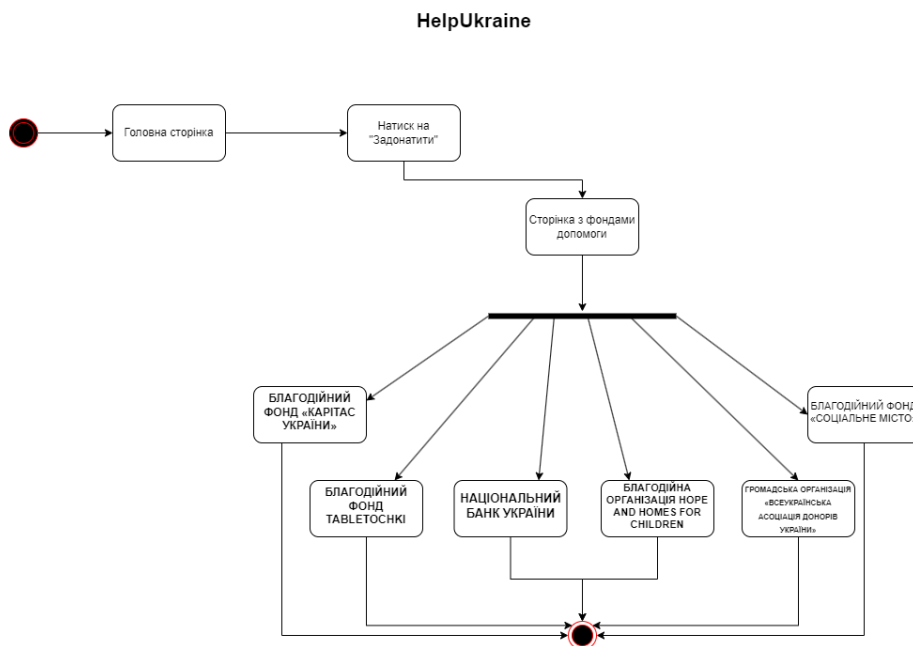 HelpUkraine
Головна сторінка
Натиск на
"Задонатити"
Сторінка з фондами
допомоги
БЛАГОДІЙНИЙ
ФОНД «КАРІТАС
УКРАЇНИ»
БЛАГОДІЙНИЙ ФОНД
«СОЦІАЛЬНЕ МІСТО»
БЛАГОДІЙНИЙ
ФОНД
TABLETOCHKI
НАЦІОНАЛЬНИЙ
БАНК УКРАЇНИ
БЛАГОДІЙНА
ОРГАНІЗАЦІЯ HOPE
AND HOMES FOR
CHILDREN
ГРОМАДСЬКА ОРГАНІЗАЦІЯ
«ВСЕУКРАЇНСЬКА
АСОЦІАЦІЯ ДОНОРІВ
УКРАЇНИ»